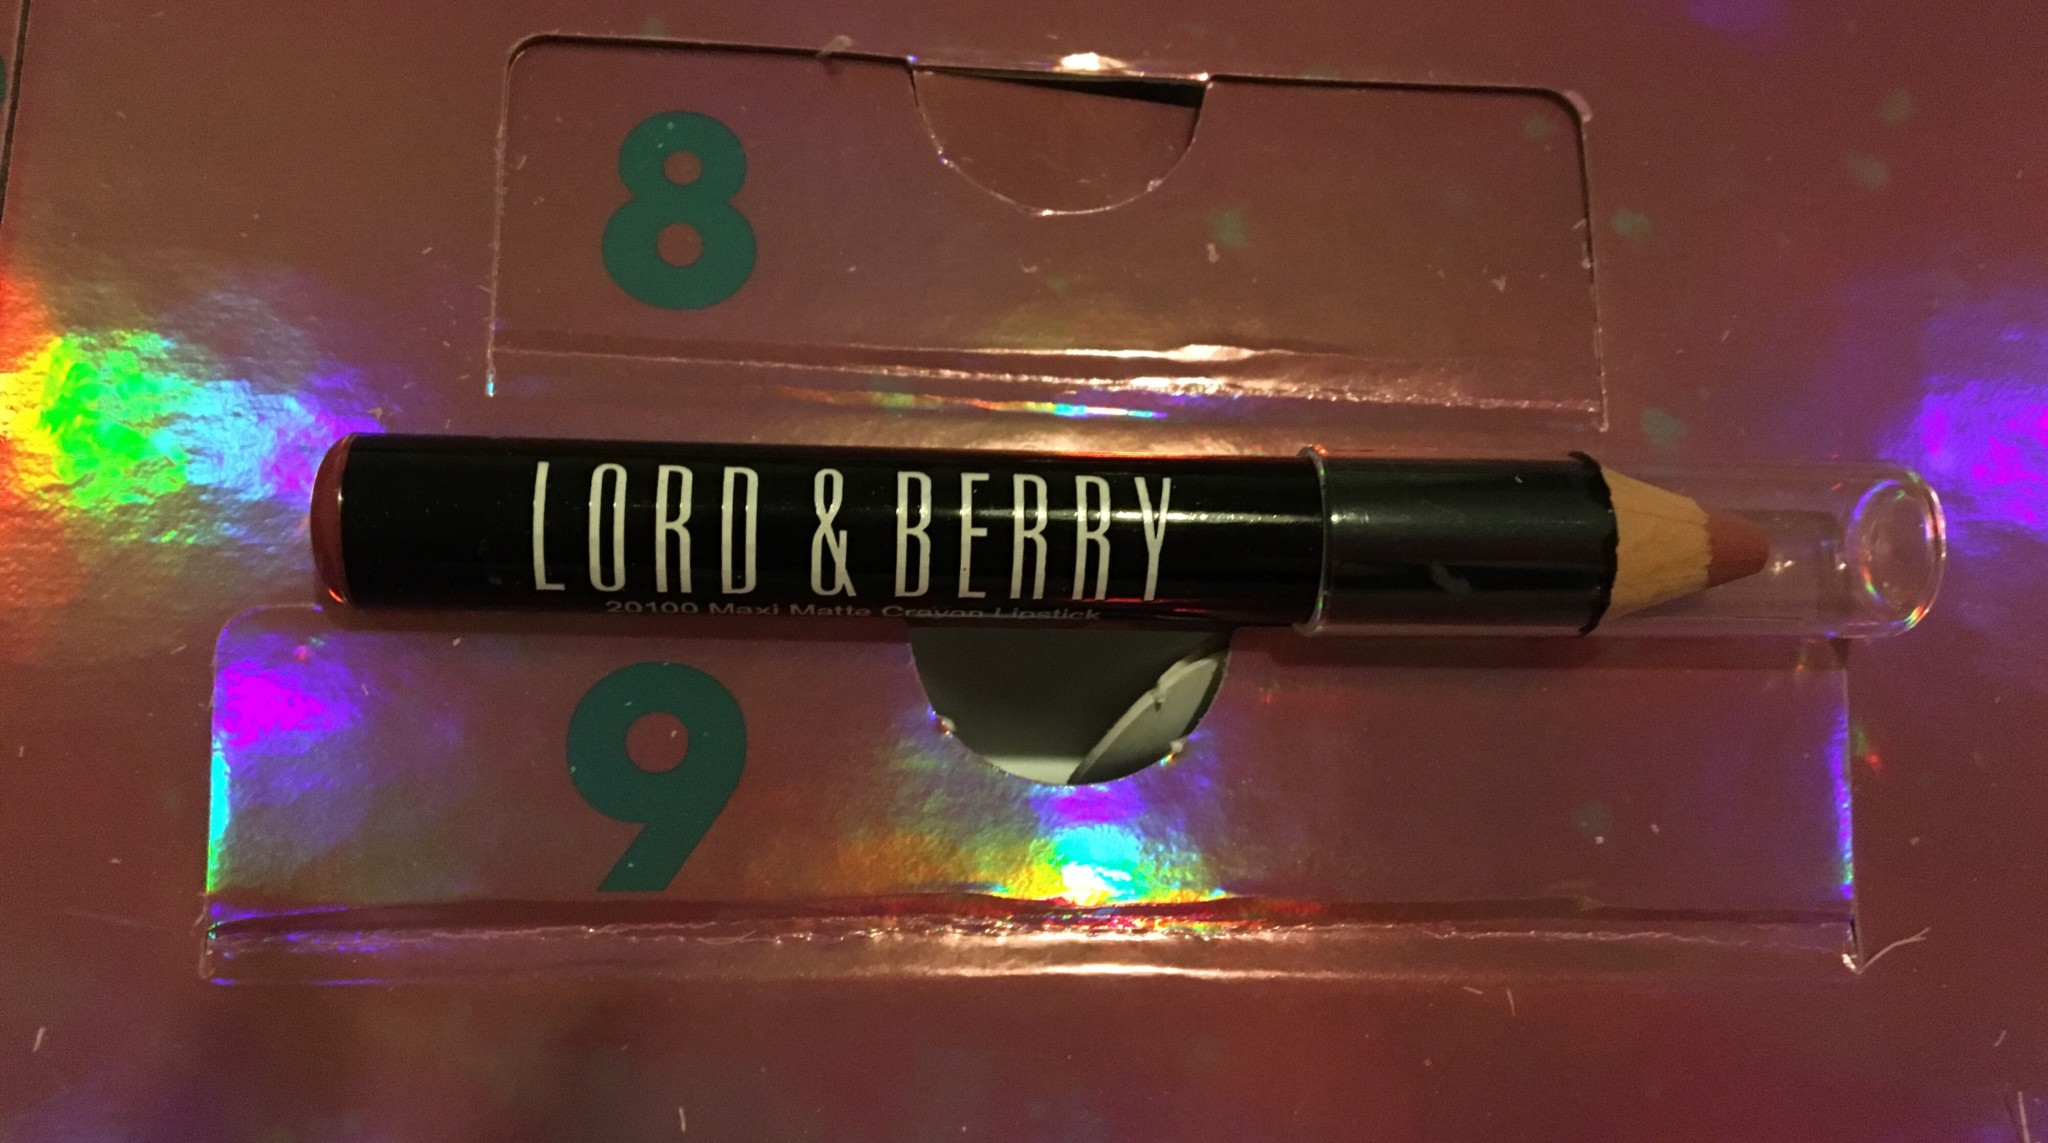 8
LORD & BERRY
20100 Maxi Matte Crayon Lipstick
9